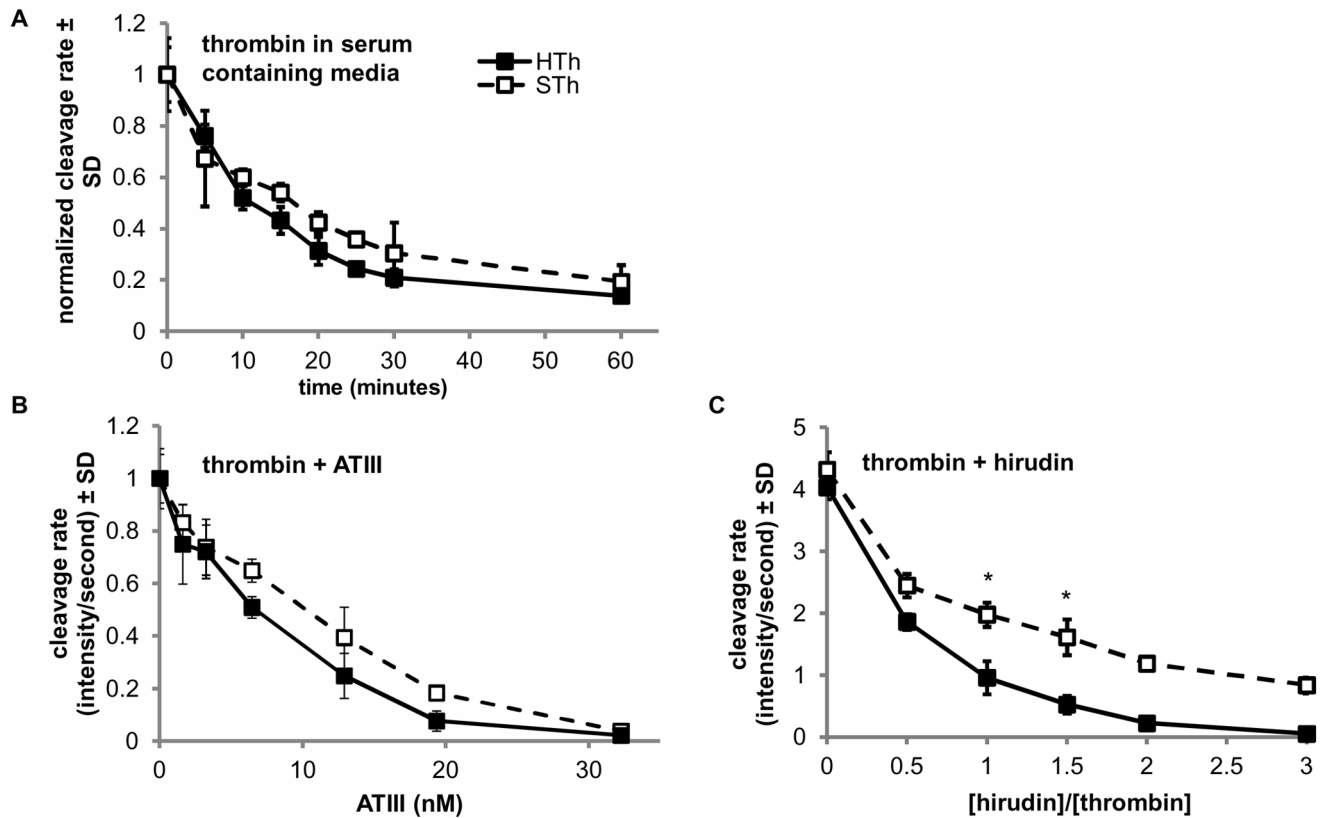 A
normalized cleavage rate ±
SD
1.2
1
0.8
0.6
0.4
0.2
0
thrombin in serum
containing media
HTh
STh
0 10 20 30 40 50 60
time (minutes)
B
cleavage rate
(intensity/second) ± SD
1.2
1
0.8
0.6
0.4
0.2
0
thrombin + ATIII
0 10 20 30
ATIII (nM)
C
cleavage rate
(intensity/second) ± SD
5
4
3
2
1
0
thrombin + hirudin
* *
0 0.5 1 1.5 2 2.5 3
[hirudin]/[thrombin]